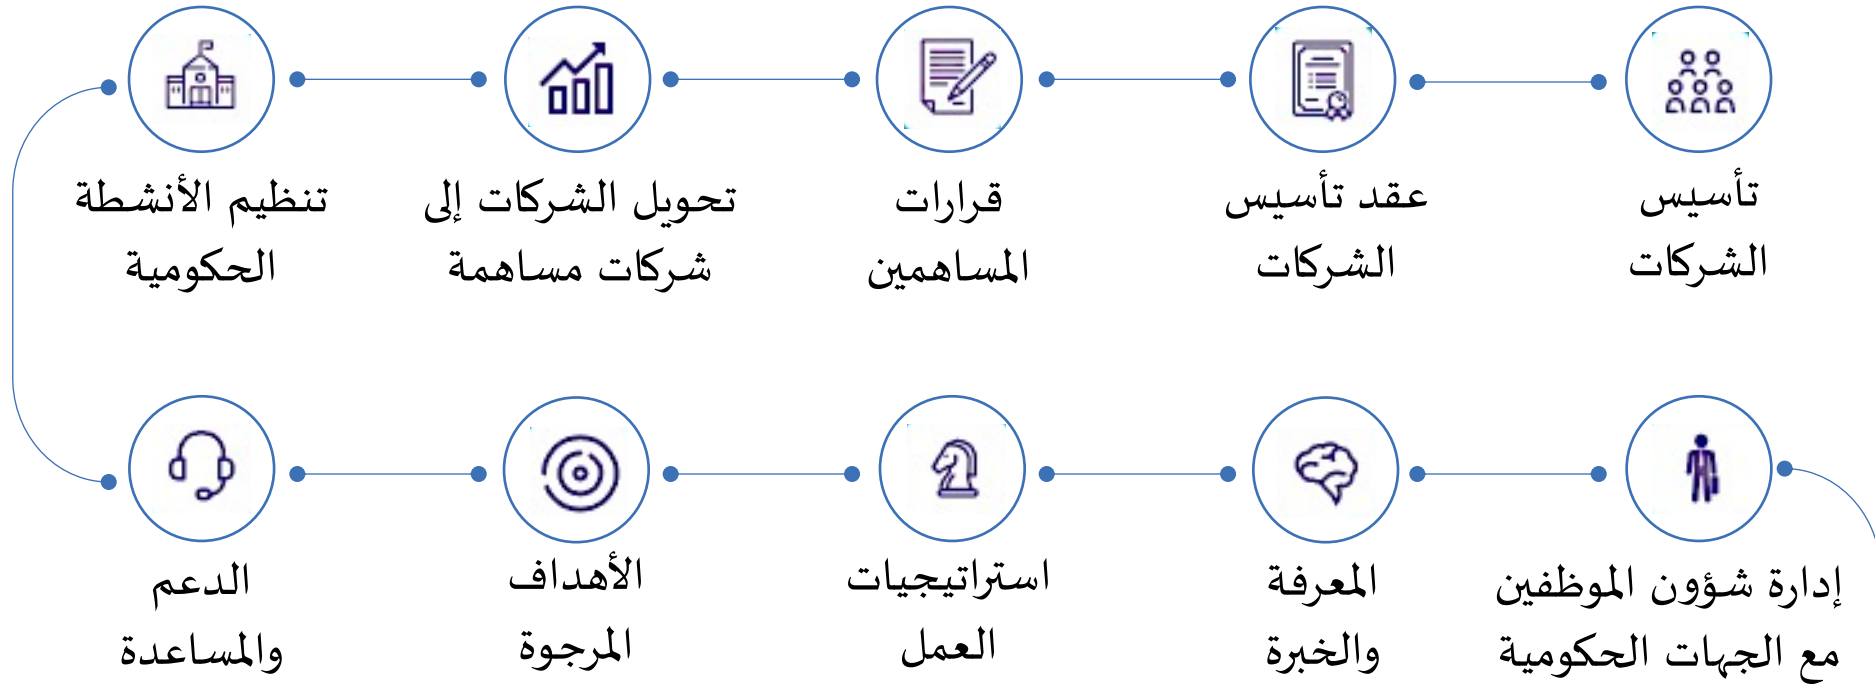 تأسيس
الشركات
عقد تأسيس
الشركات
قرارات
المساهمين
تحويل الشركات إلى
شركات مساهمة
تنظيم الأنشطة
الحكومية
الدعم
والمساعدة
الأهداف
المرجوة
استراتيجيات
العمل
المعرفة
والخبرة
إدارة شؤون الموظفين
مع الجهات الحكومية